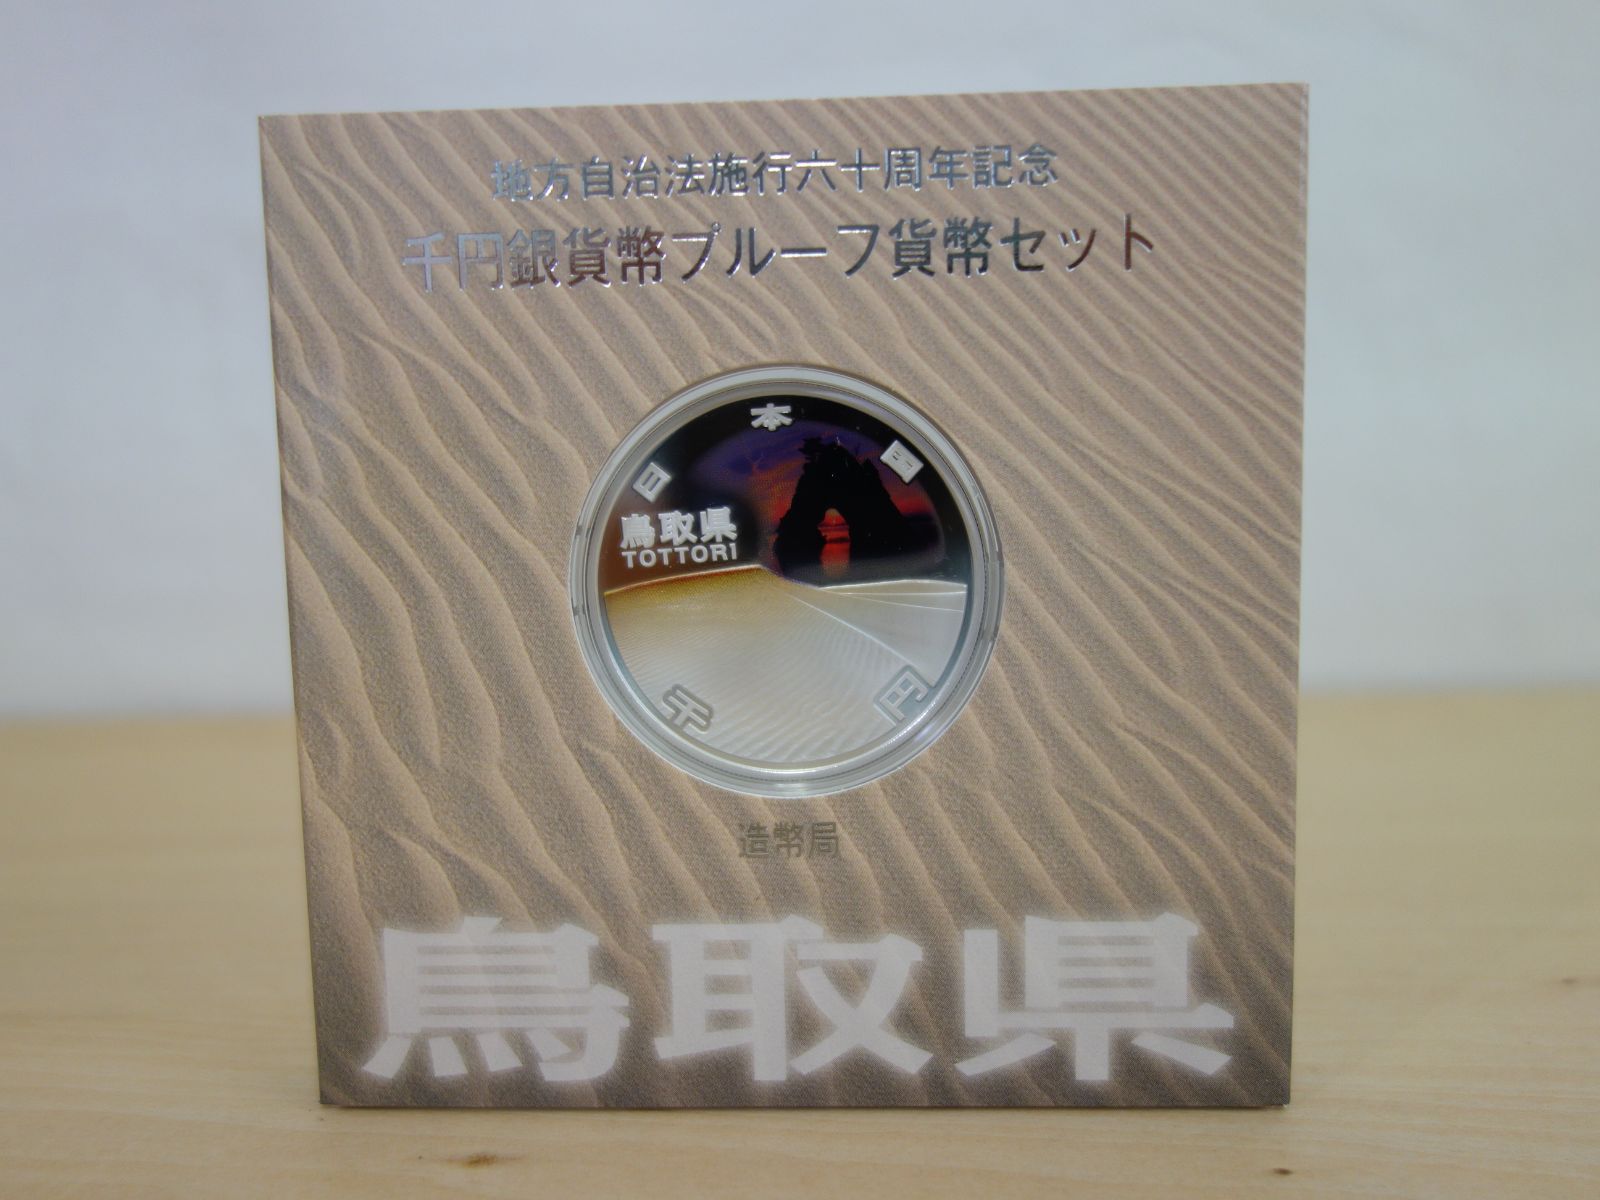 地方自治法施行六十周年記念
千円銀貨幣プルーフ貨幣セット
日本国
鳥取県
TOTTORI
千円
造幣局
鳥取県